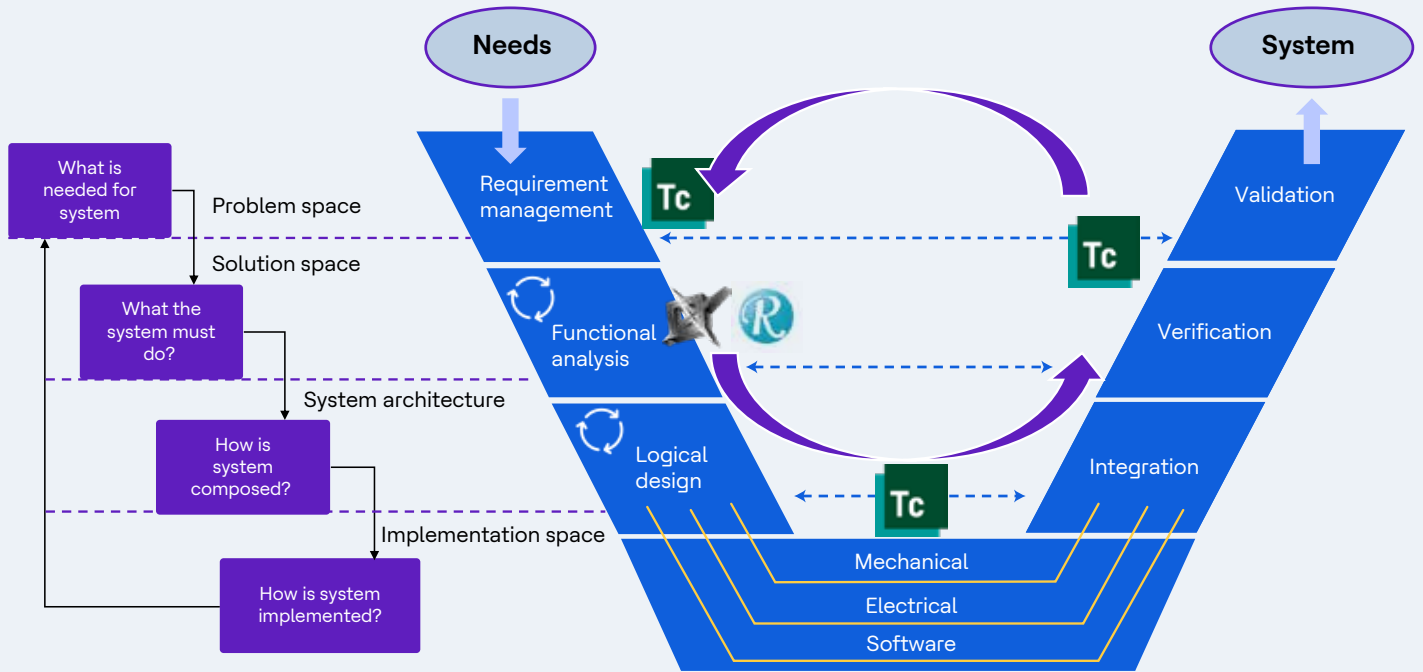 Needs
System
What is
needed for
system
Problem space
Solution space
What the
system must
do?
System architecture
How is
system
composed?
Implementation space
How is system
implemented?
Requirement
management
Tc
Functional
analysis
R
Logical
design
Tc
Tc
Validation
Verification
Integration
Mechanical
Electrical
Software